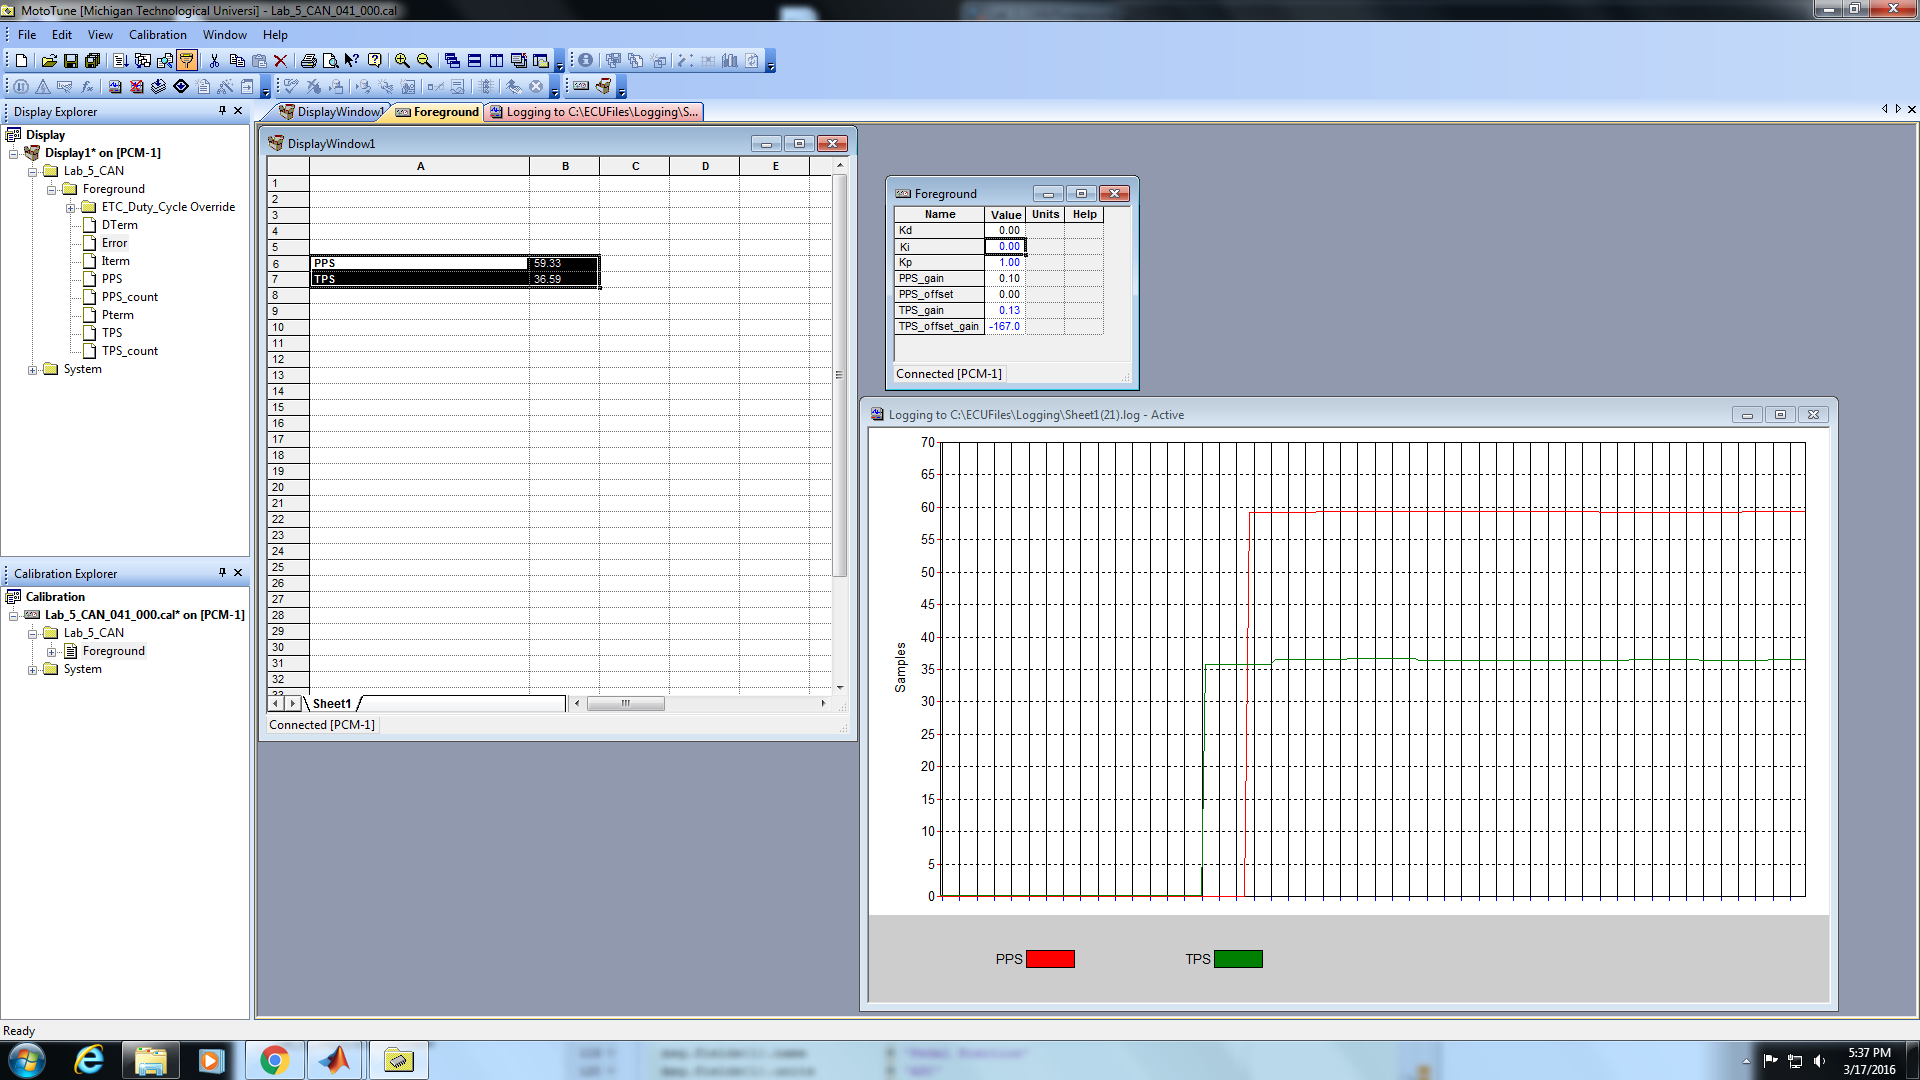 MotoTune [Michigan Technological Universi] - Lab_5_CAN_041_000.cal
File Edit View Calibration Window Help
Display Explorer
Display
Display1* on [PCM-1]
Lab_5_CAN
Foreground
ETC_Duty_Cycle Override
DTerm
Error
Iterm
PPS
PPS_count
Pterm
TPS
TPS_count
System
Calibration Explorer
Calibration
Lab_5_CAN_041_000.cal* on [PCM-1]
Lab_5_CAN
Foreground
System
DisplayWindow1 Foreground Logging to C:\ECUFiles\Logging\S...
DisplayWindow1
A B C D E
1
2
3
4
5
6 PPS 59.33
7 TPS 36.59
8
9
10
11
12
13
14
15
16
17
18
19
20
21
22
23
24
25
26
27
28
29
30
31
32
Sheet1
Connected [PCM-1]
Foreground
Name Value Units Help
Kd 0.00
Ki 0.00
Kp 1.00
PPS_gain 0.10
PPS_offset 0.00
TPS_gain 0.13
TPS_offset_gain -167.0
Connected [PCM-1]
Logging to C:\ECUFiles\Logging\Sheet1(21).log - Active
70
65
60
55
50
45
40
35
30
25
20
15
10
5
0
Samples
PPS TPS
Ready
5:37 PM
3/17/2016